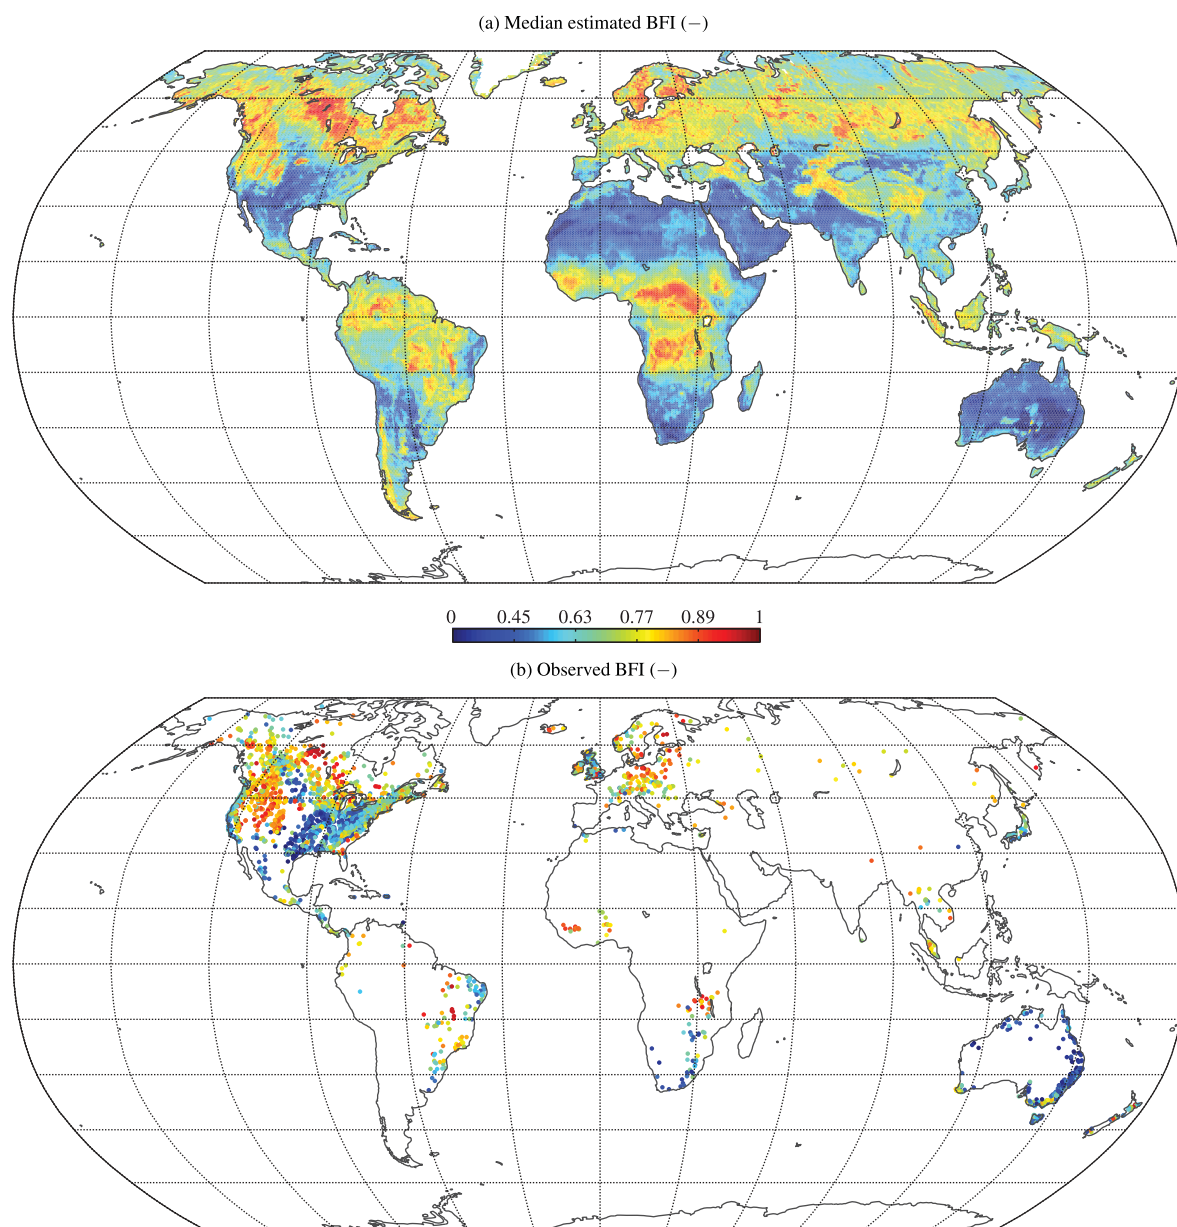 (a) Median estimated BFI (−)
0 0.45 0.63 0.77 0.89 1
(b) Observed BFI (−)